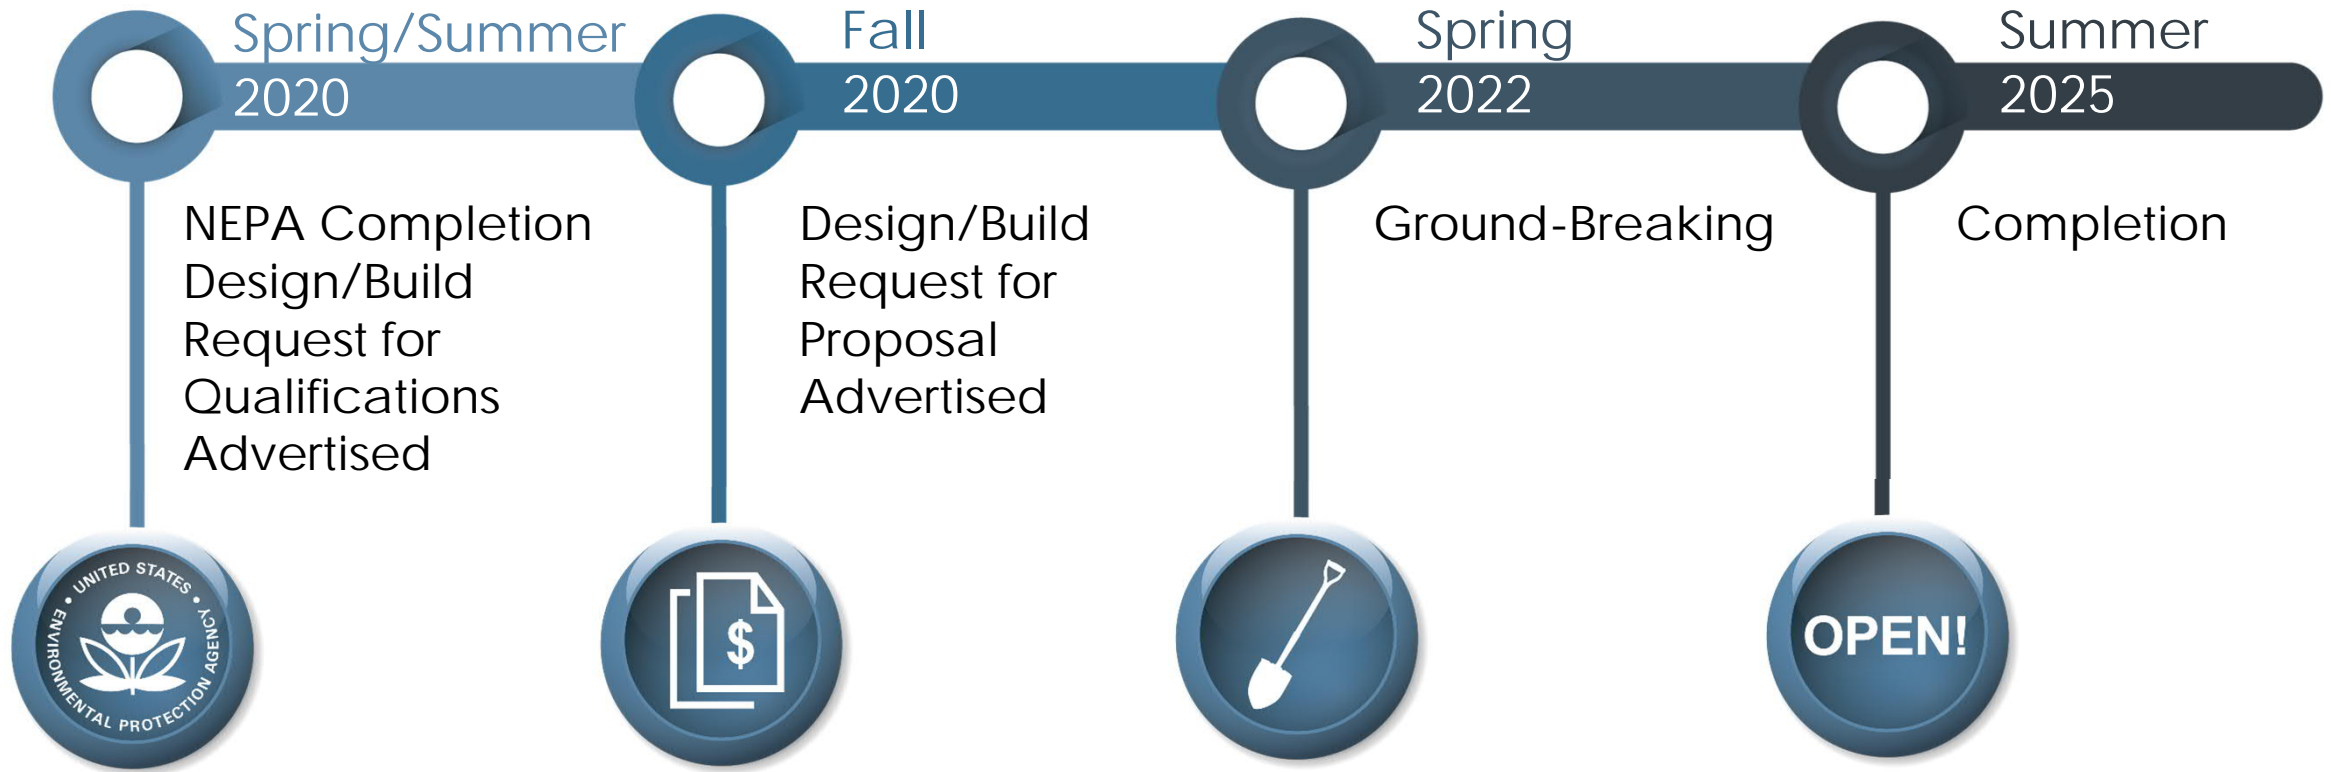 Spring/Summer
2020
Fall
2020
Spring
2022
Summer
2025
NEPA Completion
Design/Build
Request for
Qualifications
Advertised
Design/Build
Request for
Proposal
Advertised
Ground-Breaking
Completion
UNITED STATES • ENVIRONMENTAL PROTECTION AGENCY •
$
OPEN!